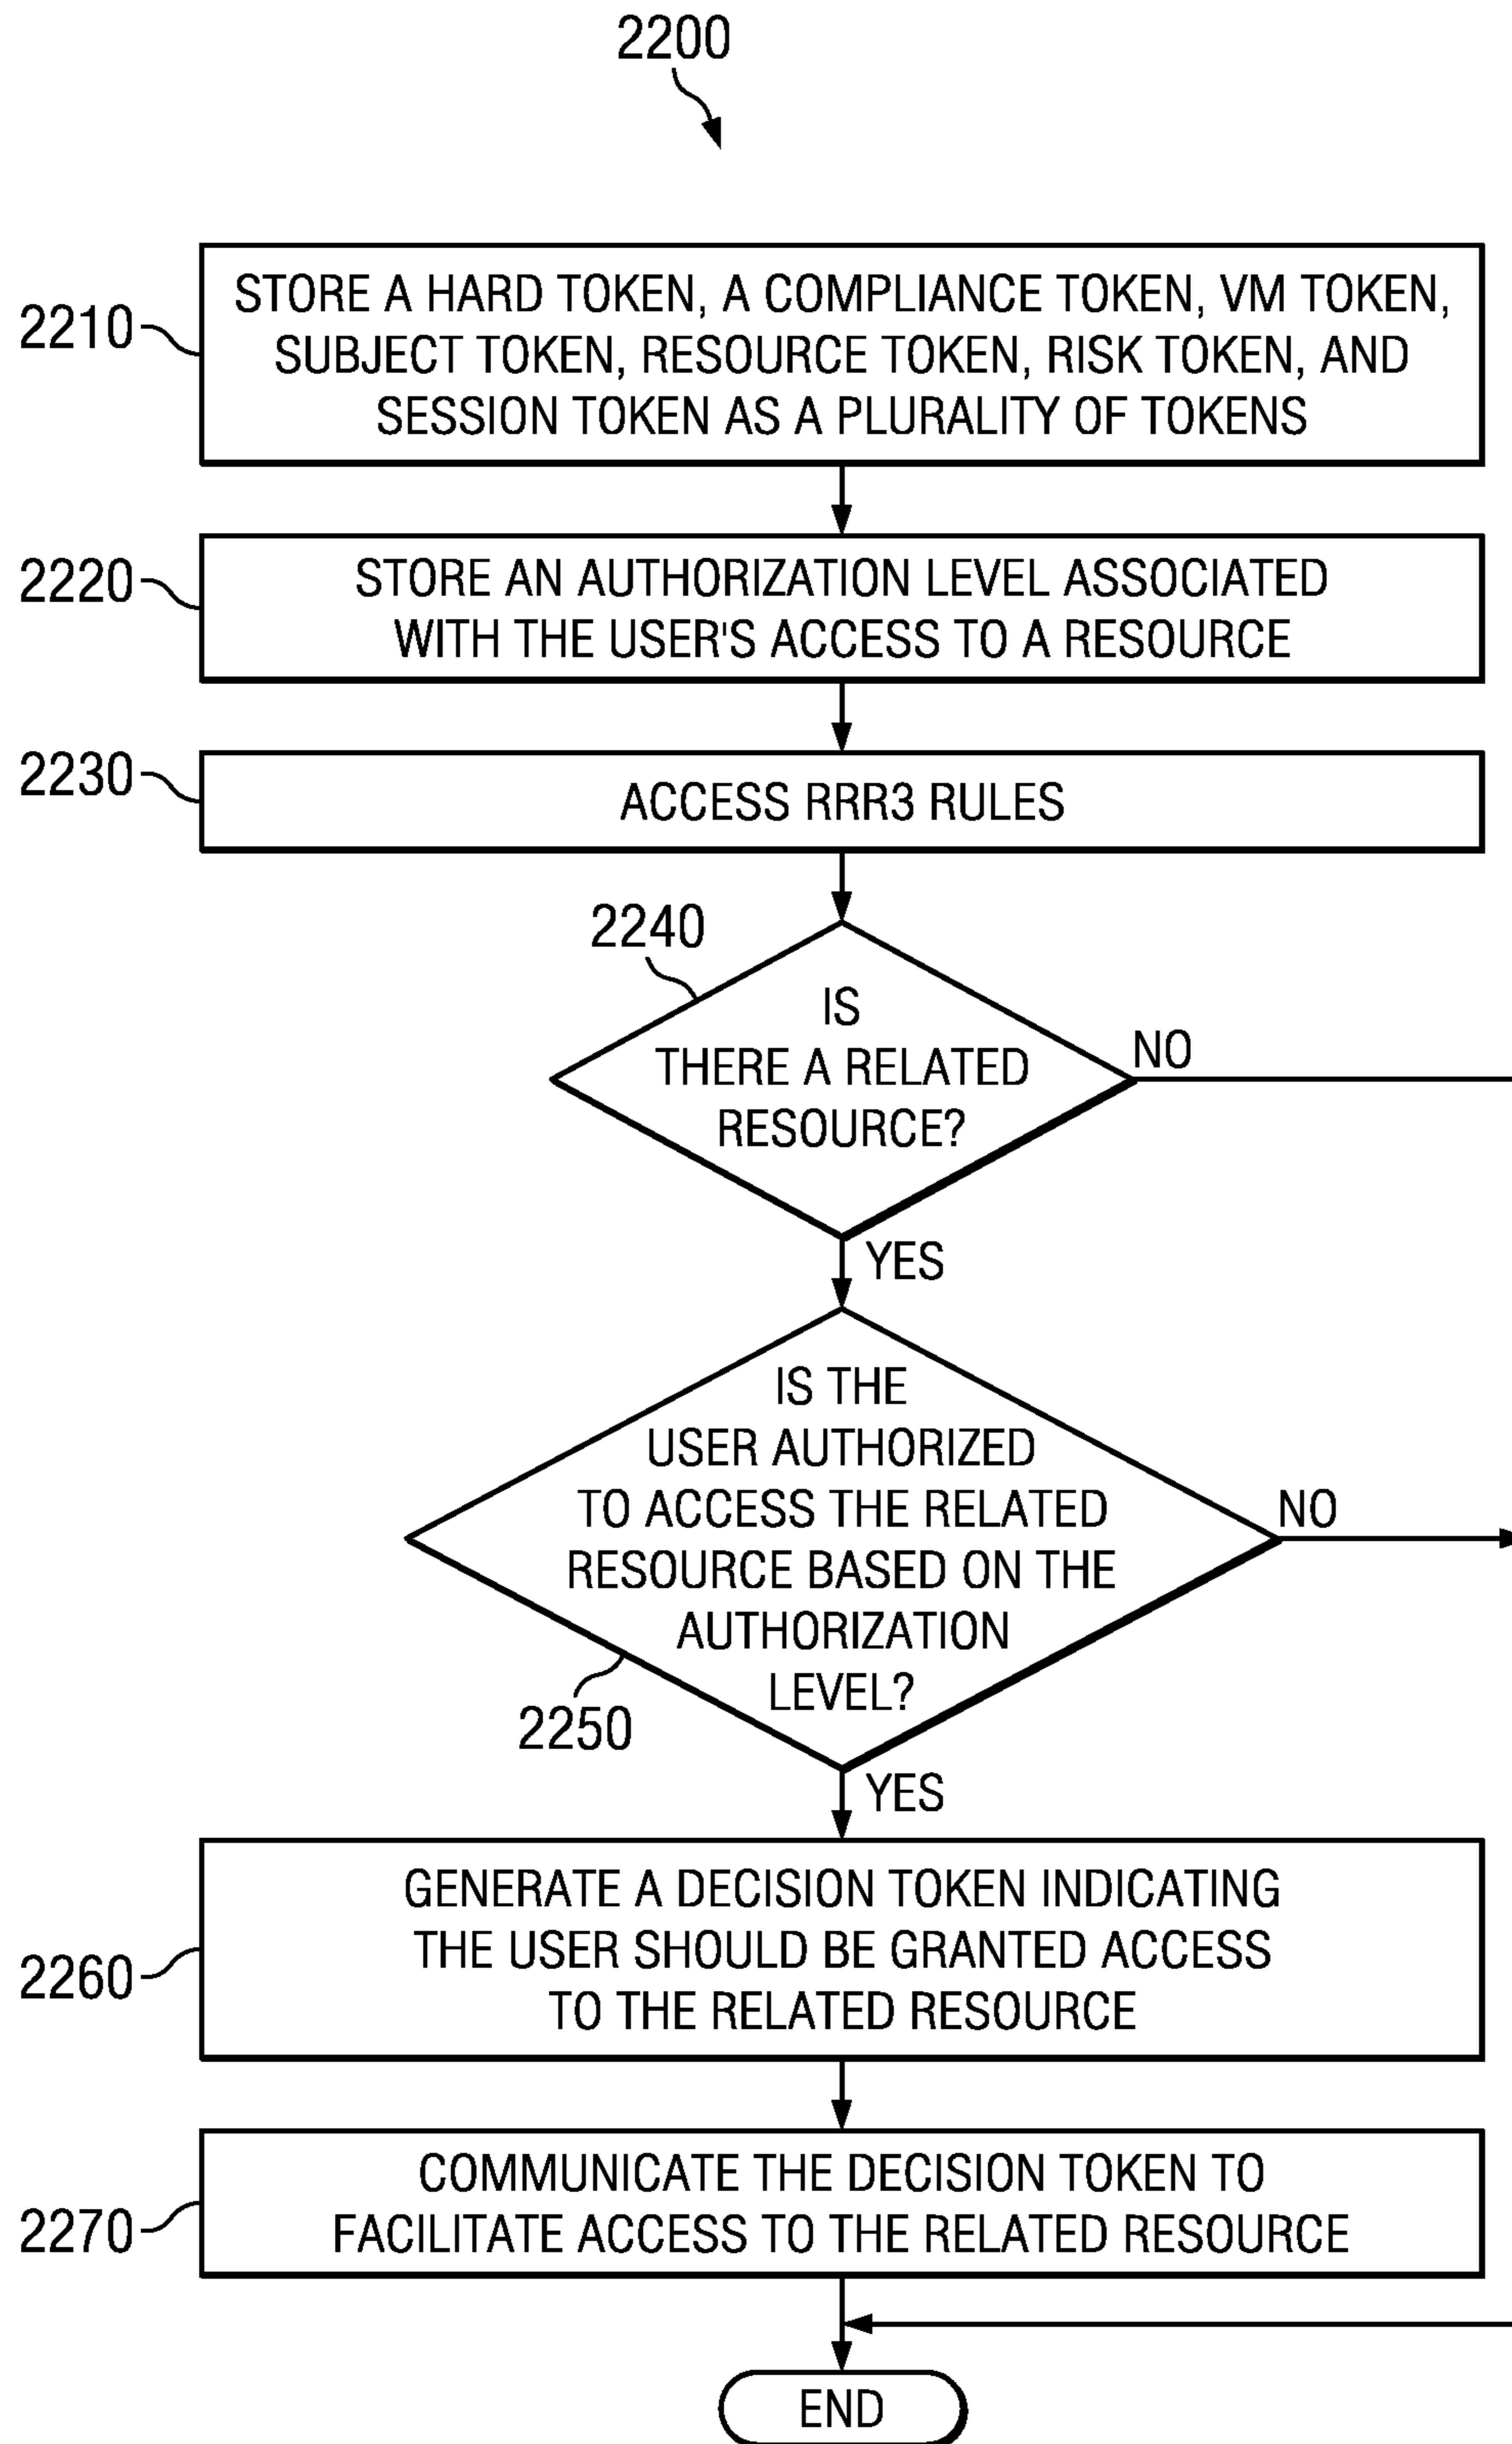 2200
2210
STORE A HARD TOKEN, A COMPLIANCE TOKEN, VM TOKEN,
SUBJECT TOKEN, RESOURCE TOKEN, RISK TOKEN, AND
SESSION TOKEN AS A PLURALITY OF TOKENS
2220
STORE AN AUTHORIZATION LEVEL ASSOCIATED
WITH THE USER'S ACCESS TO A RESOURCE
2230
ACCESS RRR3 RULES
2240
IS
THERE A RELATED
RESOURCE?
NO
YES
IS THE
USER AUTHORIZED
TO ACCESS THE RELATED
RESOURCE BASED ON THE
AUTHORIZATION
LEVEL?
NO
2250
YES
2260
GENERATE A DECISION TOKEN INDICATING
THE USER SHOULD BE GRANTED ACCESS
TO THE RELATED RESOURCE
2270
COMMUNICATE THE DECISION TOKEN TO
FACILITATE ACCESS TO THE RELATED RESOURCE
END